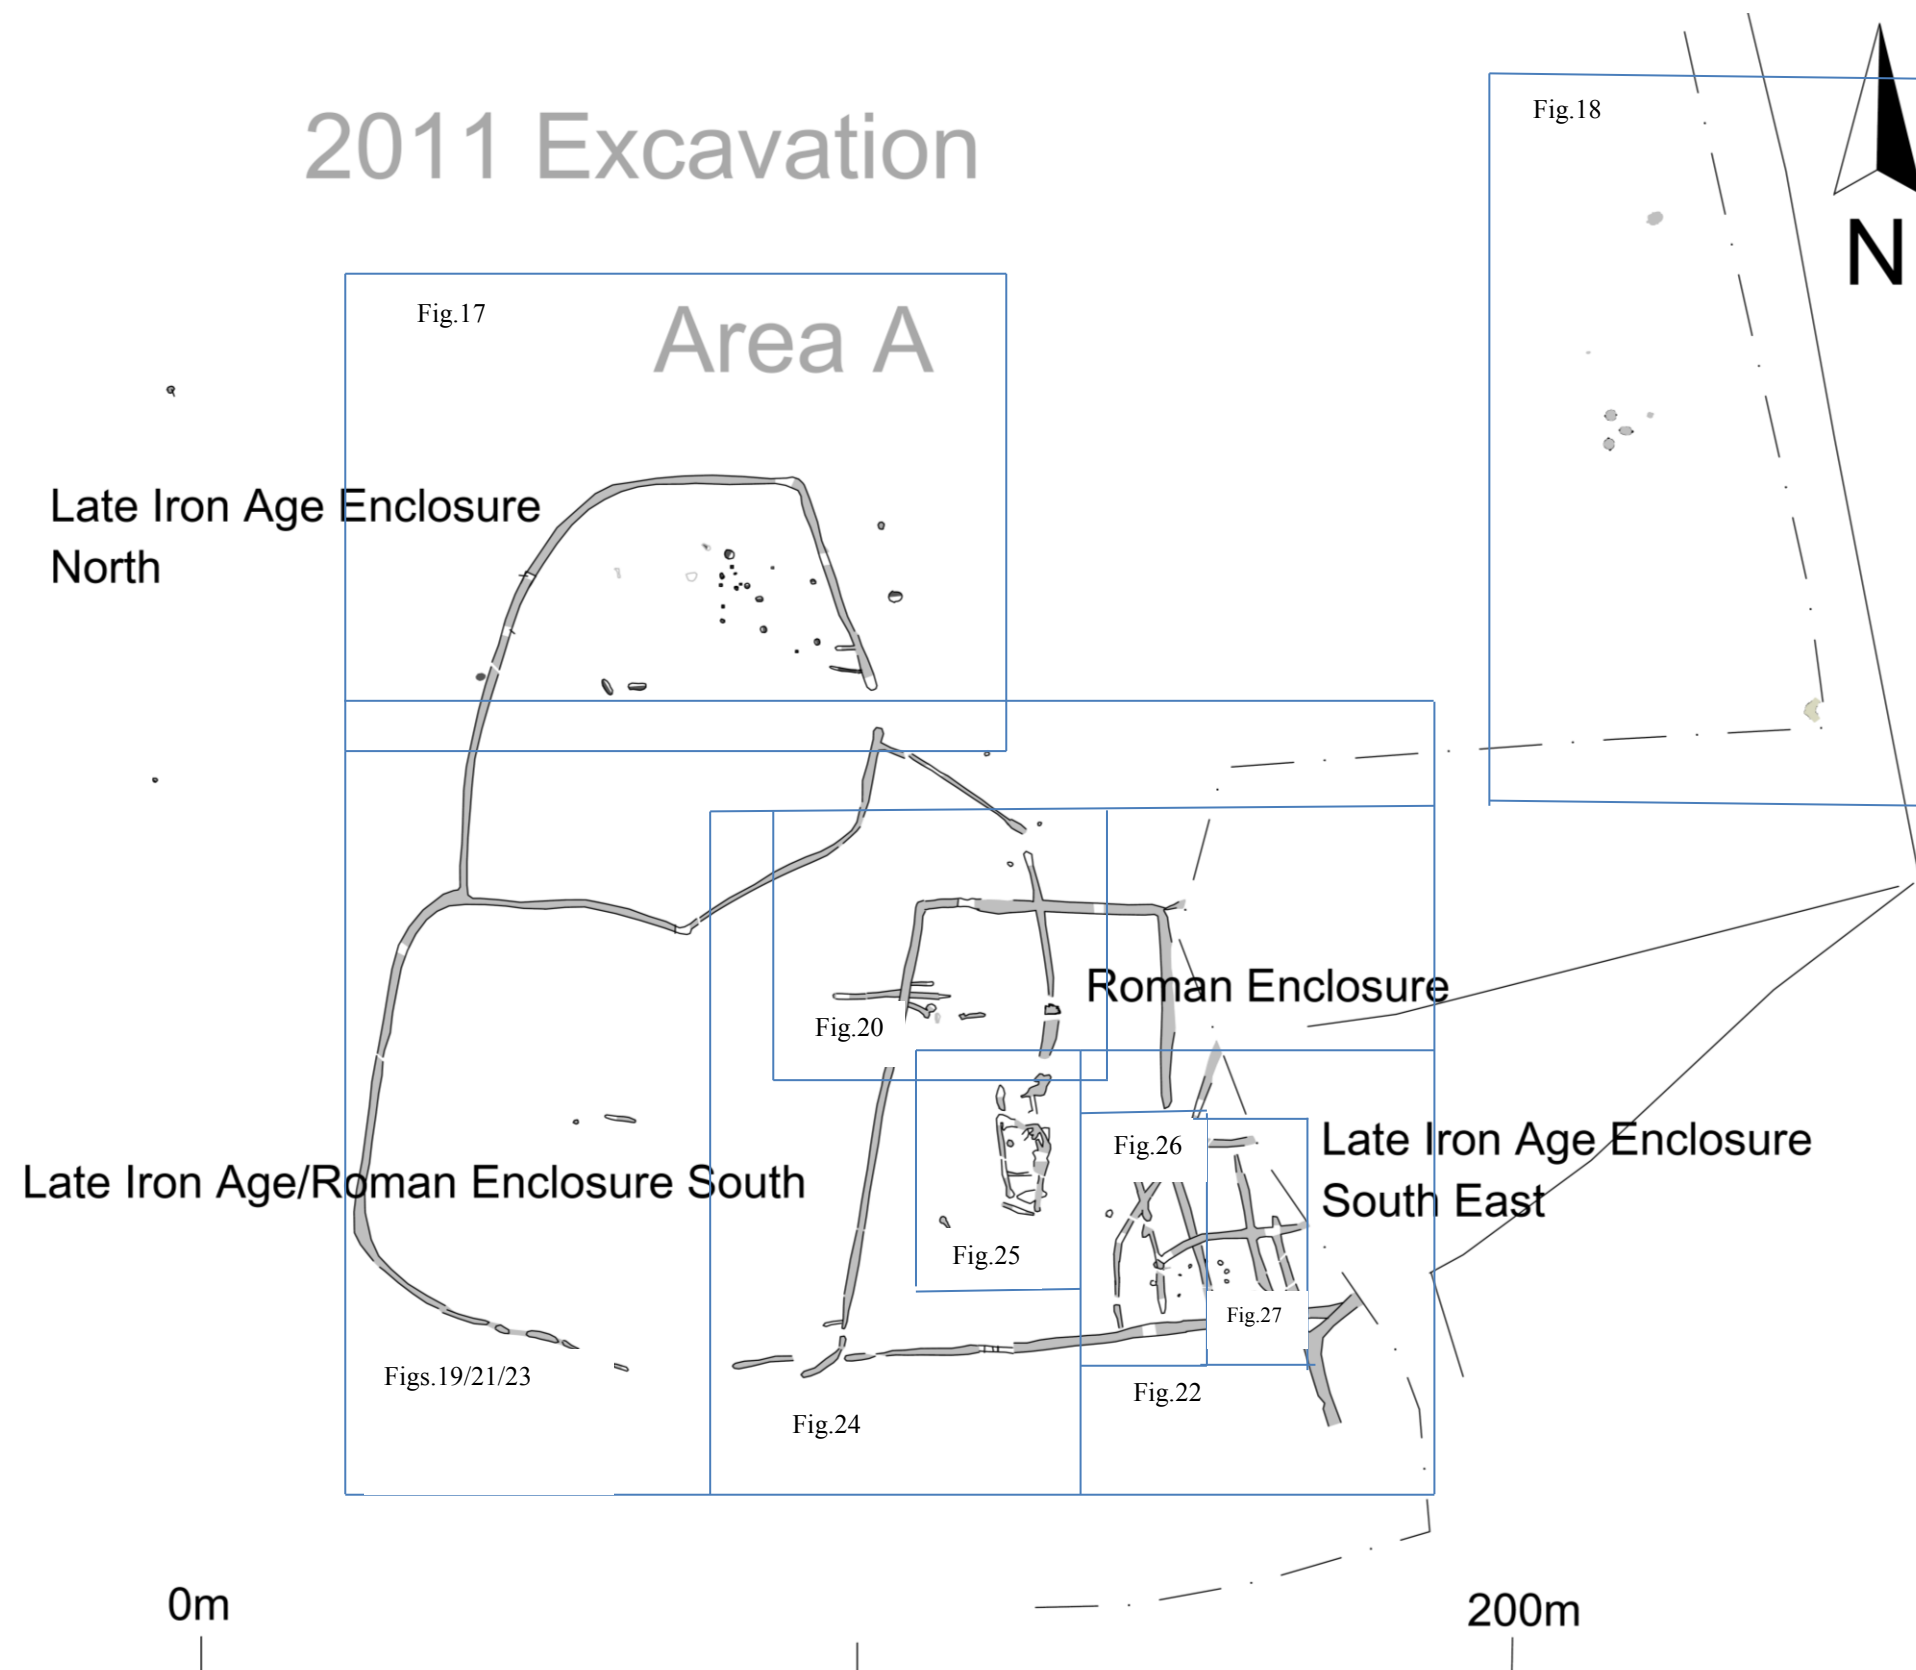 2011 Excavation
Fig.18
N
Fig.17
Area A
Late Iron Age Enclosure
North
Roman Enclosure
Fig.20
Late Iron Age Enclosure
South East
Fig.26
Late Iron Age/Roman Enclosure South
Fig.25
Fig.27
Figs.19/21/23
Fig.22
Fig.24
0m
200m